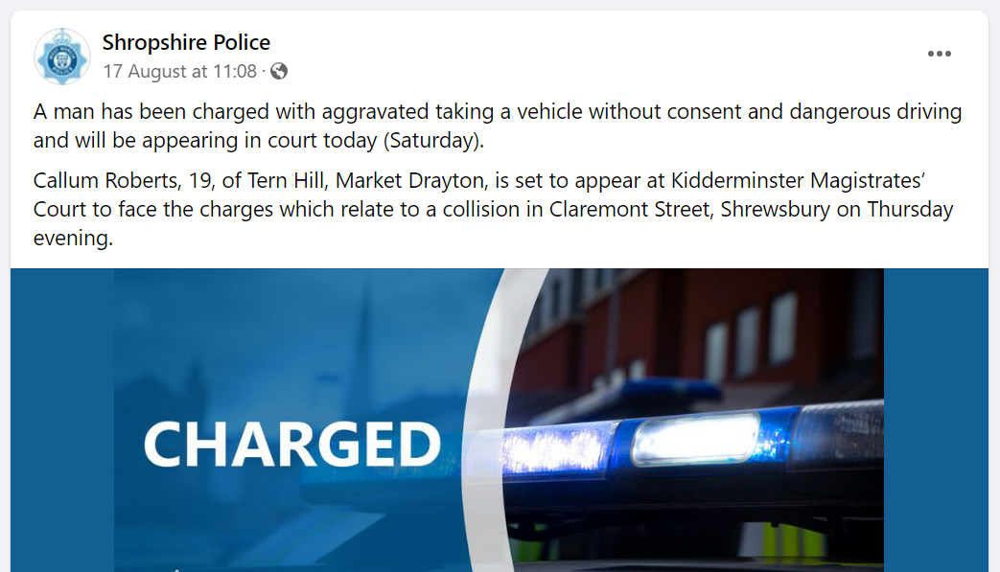 Shropshire Police
17 August at 11:08 ·
A man has been charged with aggravated taking a vehicle without consent and dangerous driving
and will be appearing in court today (Saturday).
Callum Roberts, 19, of Tern Hill, Market Drayton, is set to appear at Kidderminster Magistrates’
Court to face the charges which relate to a collision in Claremont Street, Shrewsbury on Thursday
evening.
CHARGED